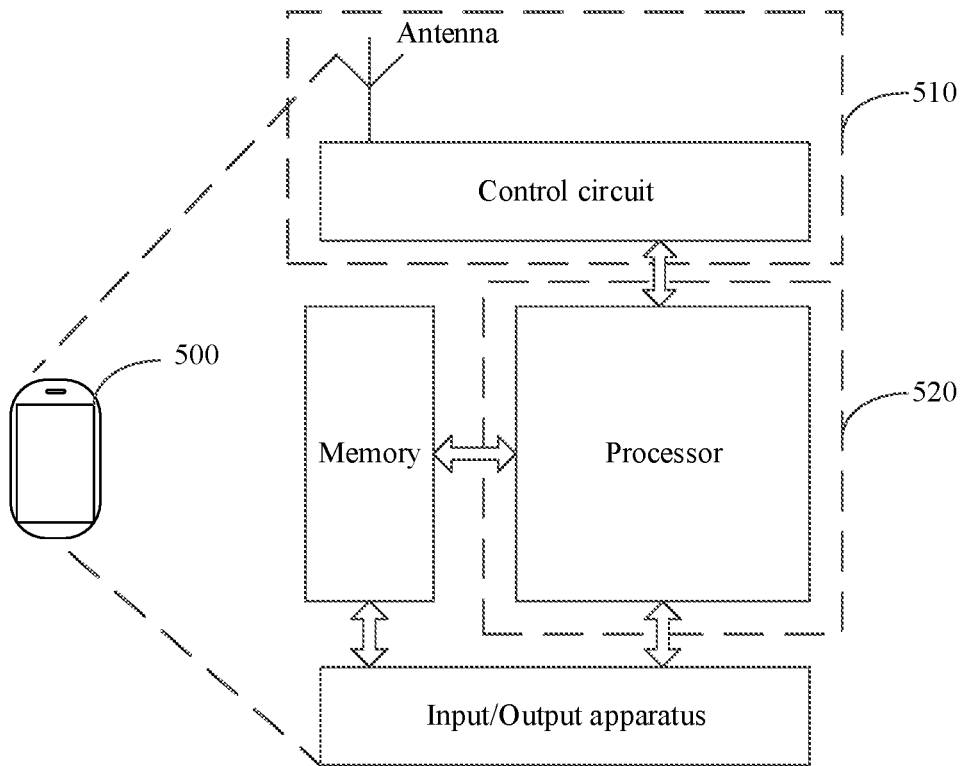 Antenna
510
Control circuit
500
520
Memory
Processor
Input/Output apparatus